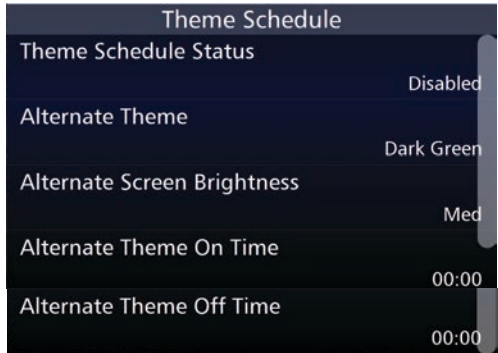 Theme Schedule
Theme Schedule Status
Disabled
Alternate Theme
Dark Green
Alternate Screen Brightness
Med
Alternate Theme On Time
00:00
Alternate Theme Off Time
00:00